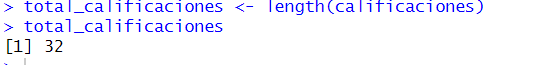 > total_calificaciones <- length(calificaciones)
> total_calificaciones
[1] 32
>